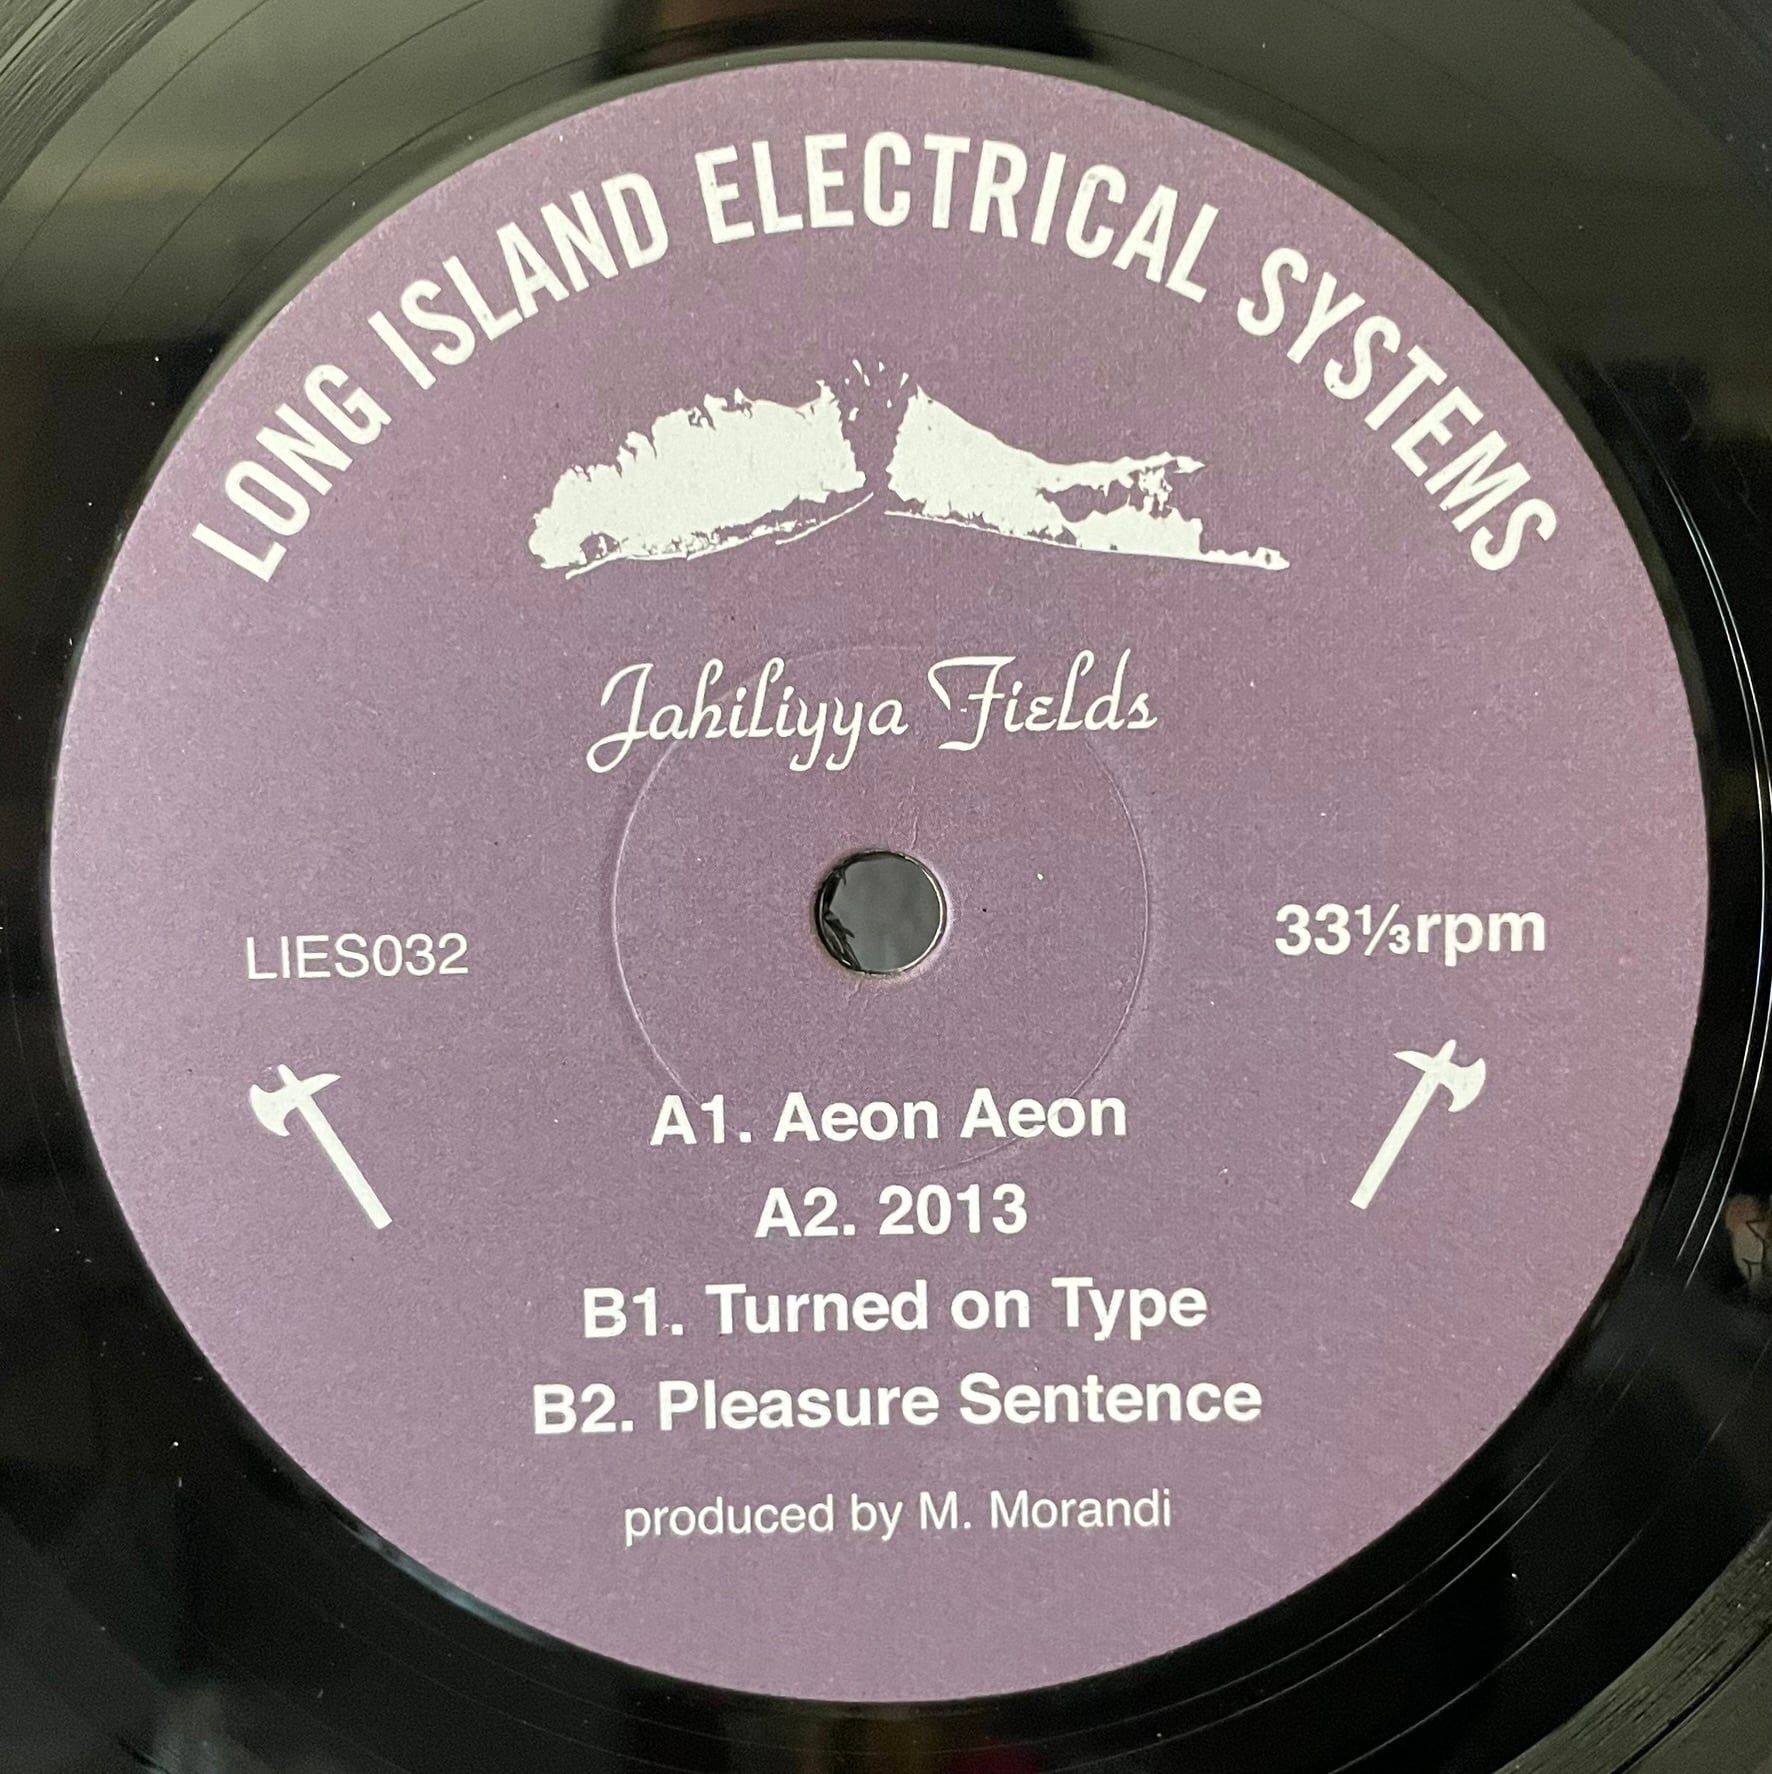 LONG ISLAND ELECTRICAL SYSTEMS
Jahiliyya Fields
LIES032
33⅓rpm
A1. Aeon Aeon
A2. 2013
B1. Turned on Type
B2. Pleasure Sentence
produced by M. Morandi